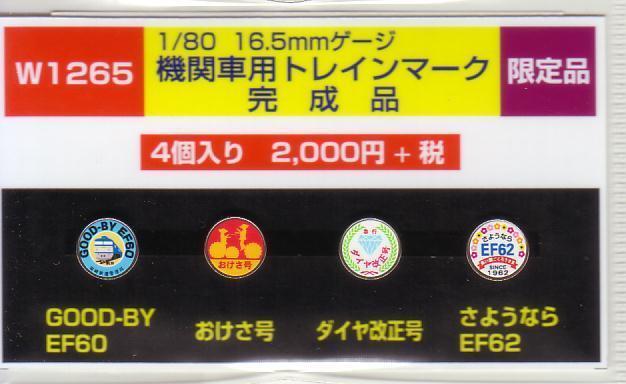 W1265
1/80 16.5mmゲージ
機関車用トレインマーク
完成品
限定品
4個入り 2,000円+税
GOOD-BY EF60
おけさ号
急行
ダイヤ改正号
さようなら
EF62
SINCE
1962
GOOD-BY
EF60
おけさ号
ダイヤ改正号
さようなら
EF62